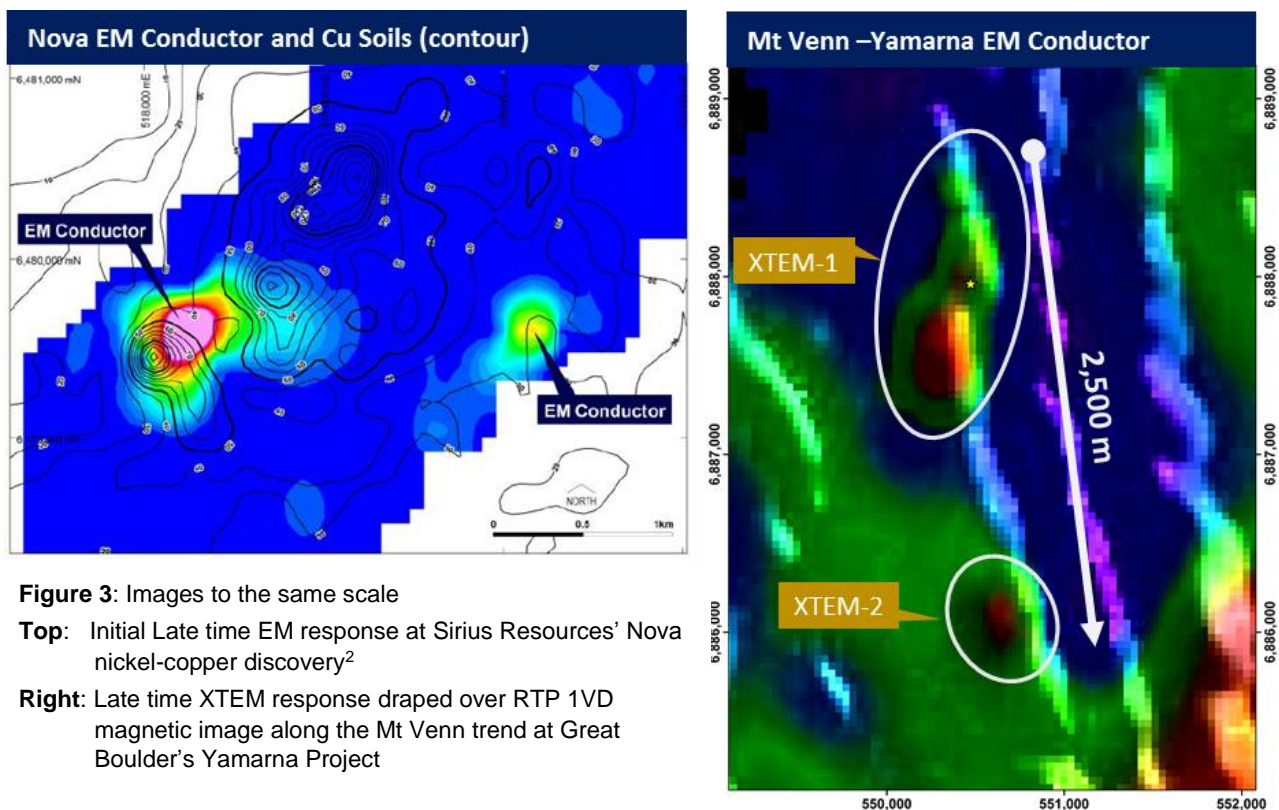 Nova EM Conductor and Cu Soils (contour)
6,481,000 mN
518,000 mE
EM Conductor
6,480,000 mN
EM Conductor
NORTH
0 0.5 1km
Figure 3: Images to the same scale
Top: Initial Late time EM response at Sirius Resources’ Nova
nickel-copper discovery2
Right: Late time XTEM response draped over RTP 1VD
magnetic image along the Mt Venn trend at Great
Boulder’s Yamarna Project
Mt Venn –Yamarna EM Conductor
6,889,000
6,889,000
XTEM-1
6,888,000
6,888,000
2,500 m
6,887,000
6,887,000
XTEM-2
6,886,000
6,886,000
550,000 551,000 552,000